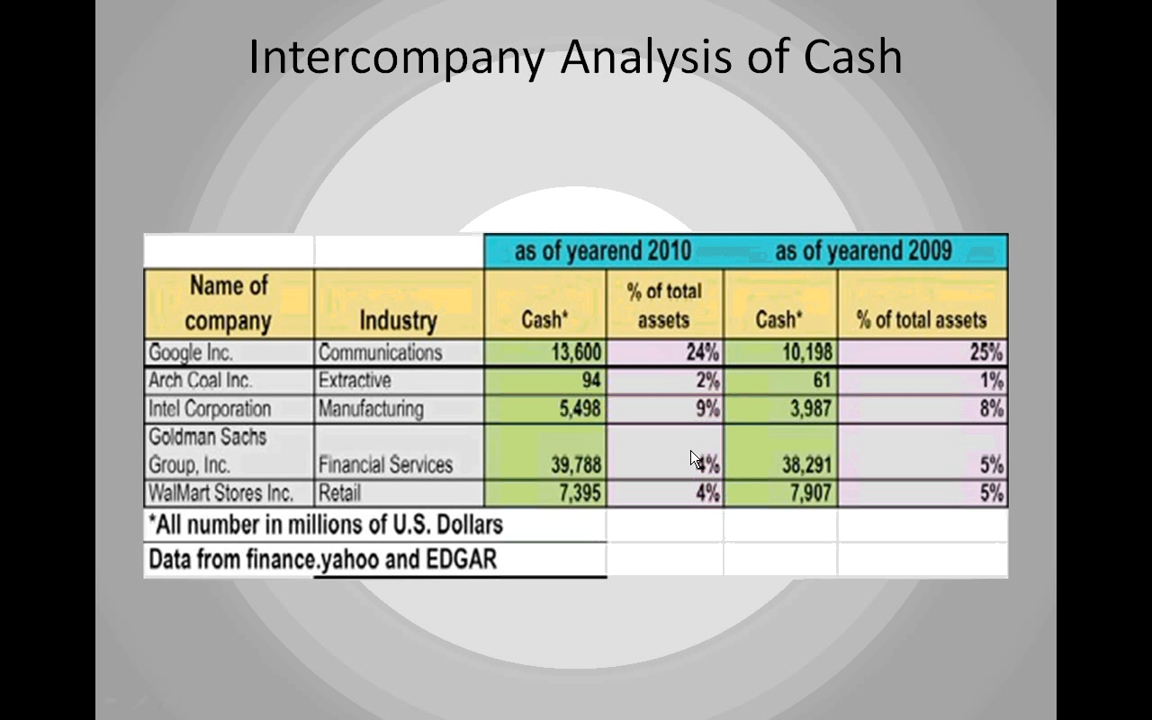 Intercompany Analysis of Cash
as of yearend 2010 as of yearend 2009
Name of company Industry Cash* % of total assets Cash* % of total assets
Google Inc. Communications 13,600 24% 10,198 25%
Arch Coal Inc. Extractive 94 2% 61 1%
Intel Corporation Manufacturing 5,498 9% 3,987 8%
Goldman Sachs
Group, Inc. Financial Services 39,788 4% 38,291 5%
WalMart Stores Inc. Retail 7,395 4% 7,907 5%
*All number in millions of U.S. Dollars
Data from finance.yahoo and EDGAR